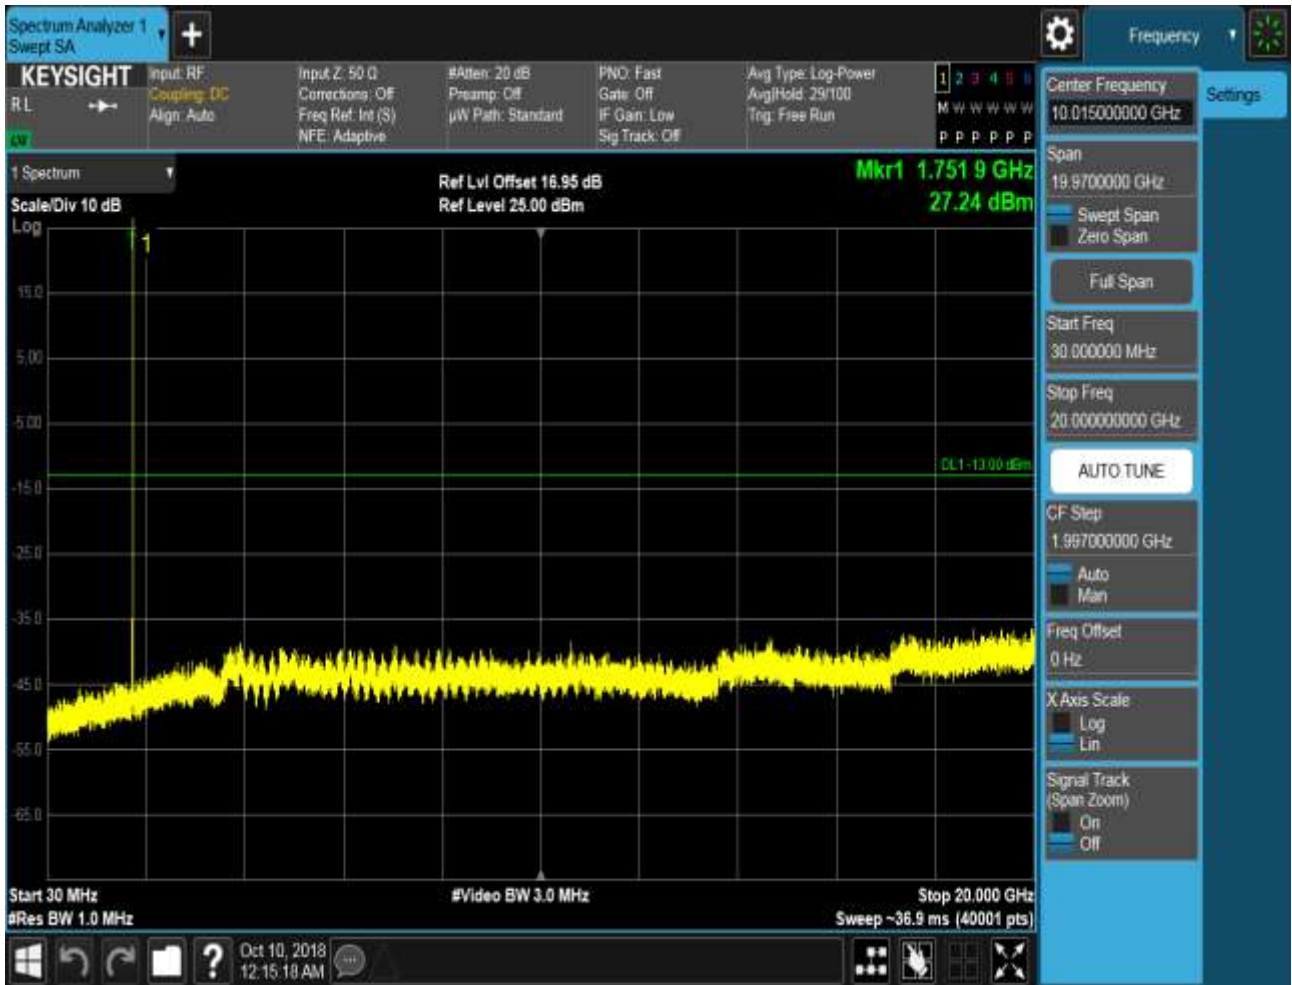 Spectrum Analyzer 1
Swept SA
+
Frequency
KEYSIGHT
RL
Input: RF
Coupling: DC
Align: Auto
Input Z: 50 Ω
Corrections: Off
Freq Ref: Int (S)
NFE: Adaptive
#Atten: 20 dB
Preamp: Off
µW Path: Standard
PNO: Fast
Gate: Off
IF Gain: Low
Sig Track: Off
Avg Type: Log-Power
Avg|Hold: 29/100
Trig: Free Run
1 2 3 4 5 6
M W W W W W
P P P P P P
1 Spectrum
Scale/Div 10 dB
Log
Ref Lvl Offset 16.95 dB
Ref Level 25.00 dBm
Mkr1 1.751 9 GHz
27.24 dBm
1
15.0
5.00
-5.00
DL1 -13.00 dBm
-15.0
-25.0
-35.0
-45.0
-55.0
-65.0
Start 30 MHz
#Res BW 1.0 MHz
#Video BW 3.0 MHz
Stop 20.000 GHz
Sweep ~36.9 ms (40001 pts)
?
Oct 10, 2018
12:15:18 AM
Center Frequency
10.015000000 GHz
Settings
Span
19.9700000 GHz
Swept Span
Zero Span
Full Span
Start Freq
30.000000 MHz
Stop Freq
20.000000000 GHz
AUTO TUNE
CF Step
1.997000000 GHz
Auto
Man
Freq Offset
0 Hz
X Axis Scale
Log
Lin
Signal Track
(Span Zoom)
On
Off